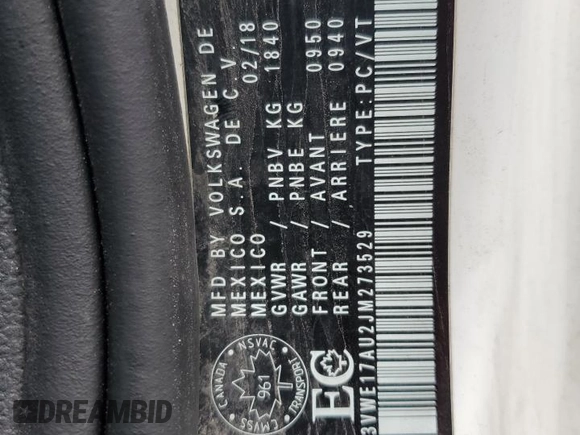 MFD BY VOLKSWAGEN DE
MEXICO S.A. DE C.V.
MEXICO 02/18
GVWR / PNBV KG 1840
GAWR / PNBE KG
FRONT / AVANT 0950
REAR / ARRIERE 0940
3VWE17AU2JM273529 TYPE:PC/VT
CANADA NSVAC TRANSPORT CMVSS
961
EC
DREAMBID